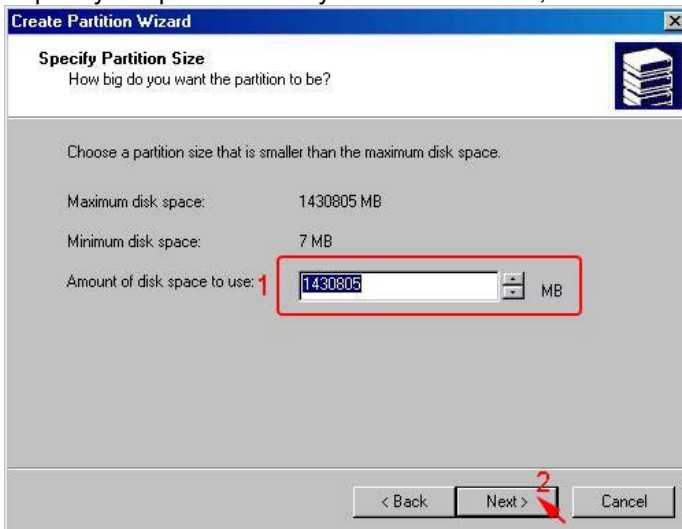 Create Partition Wizard
Specify Partition Size
How big do you want the partition to be?
Choose a partition size that is smaller than the maximum disk space.
Maximum disk space: 1430805 MB
Minimum disk space: 7 MB
Amount of disk space to use: 1 1430805 MB
2
< Back Next > Cancel